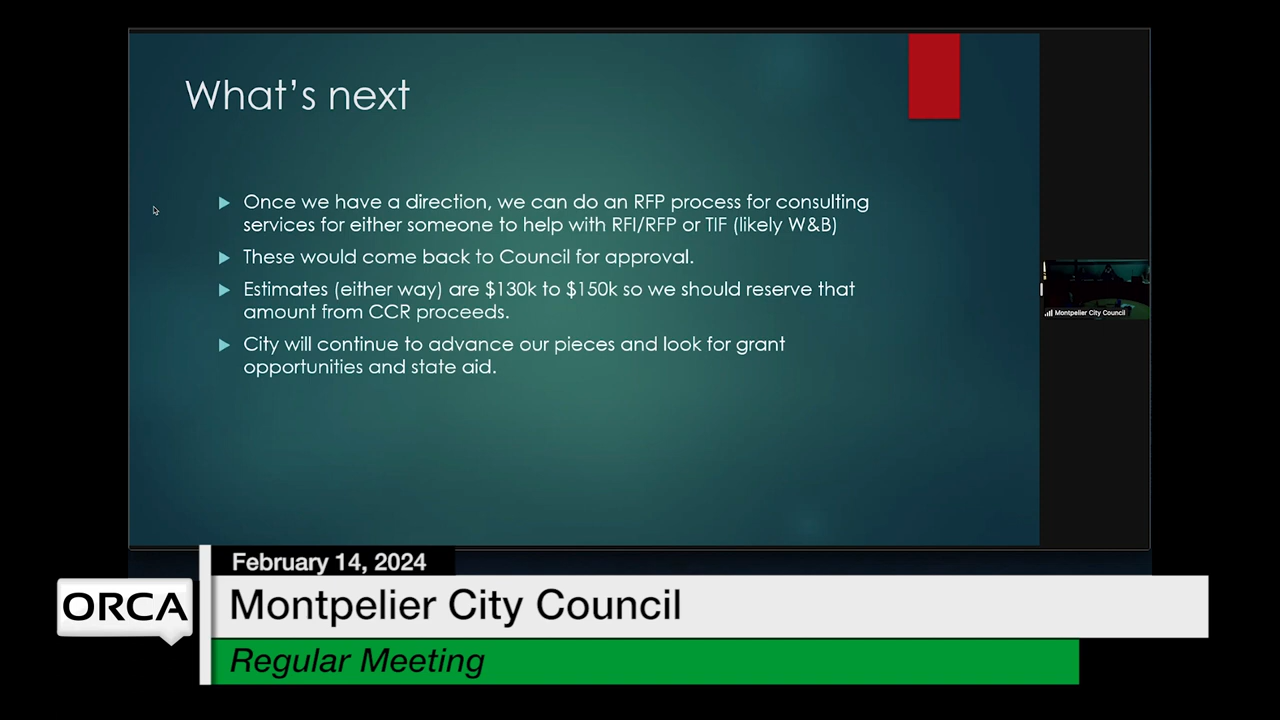 What's next
Once we have a direction, we can do an RFP process for consulting
services for either someone to help with RFI/RFP or TIF (likely W&B)
These would come back to Council for approval.
Estimates (either way) are $130k to $150k so we should reserve that
amount from CCR proceeds.
City will continue to advance our pieces and look for grant
opportunities and state aid.
Montpelier City Council
February 14, 2024
ORCA
Montpelier City Council
Regular Meeting